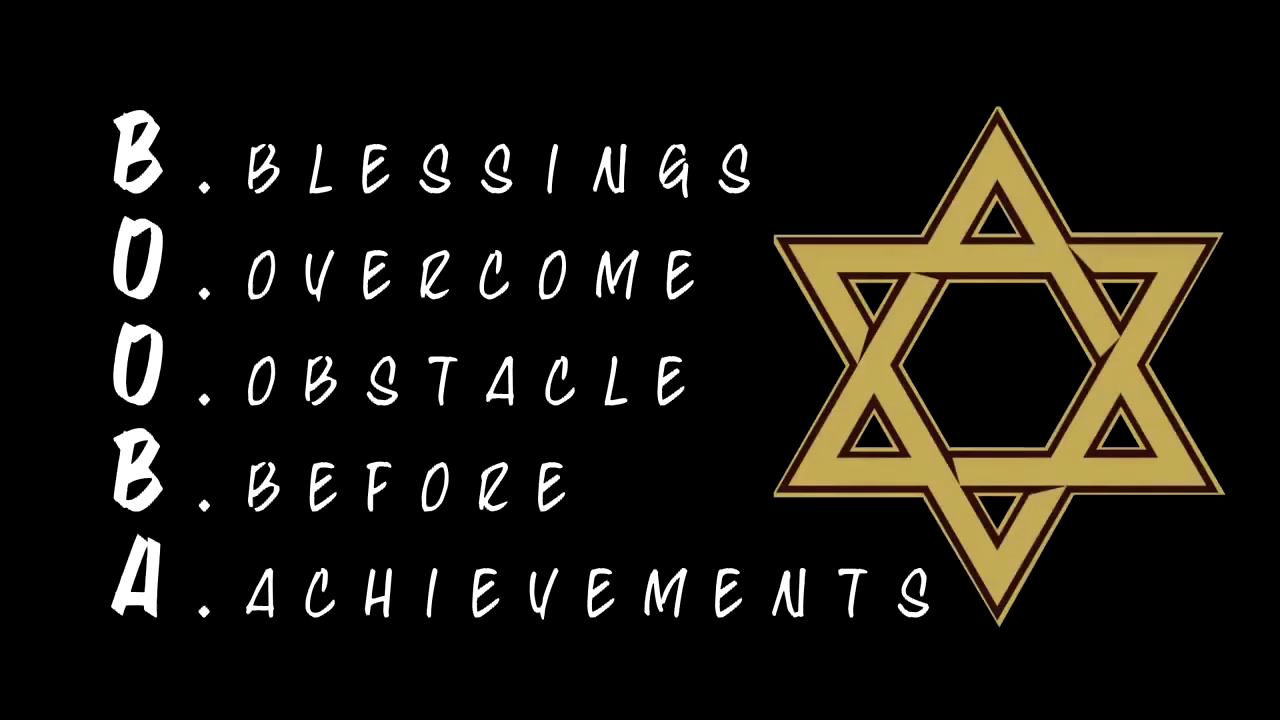 B. BLESSINGS
O. OVERCOME
O. OBSTACLE
B. BEFORE
A. ACHIEVEMENTS